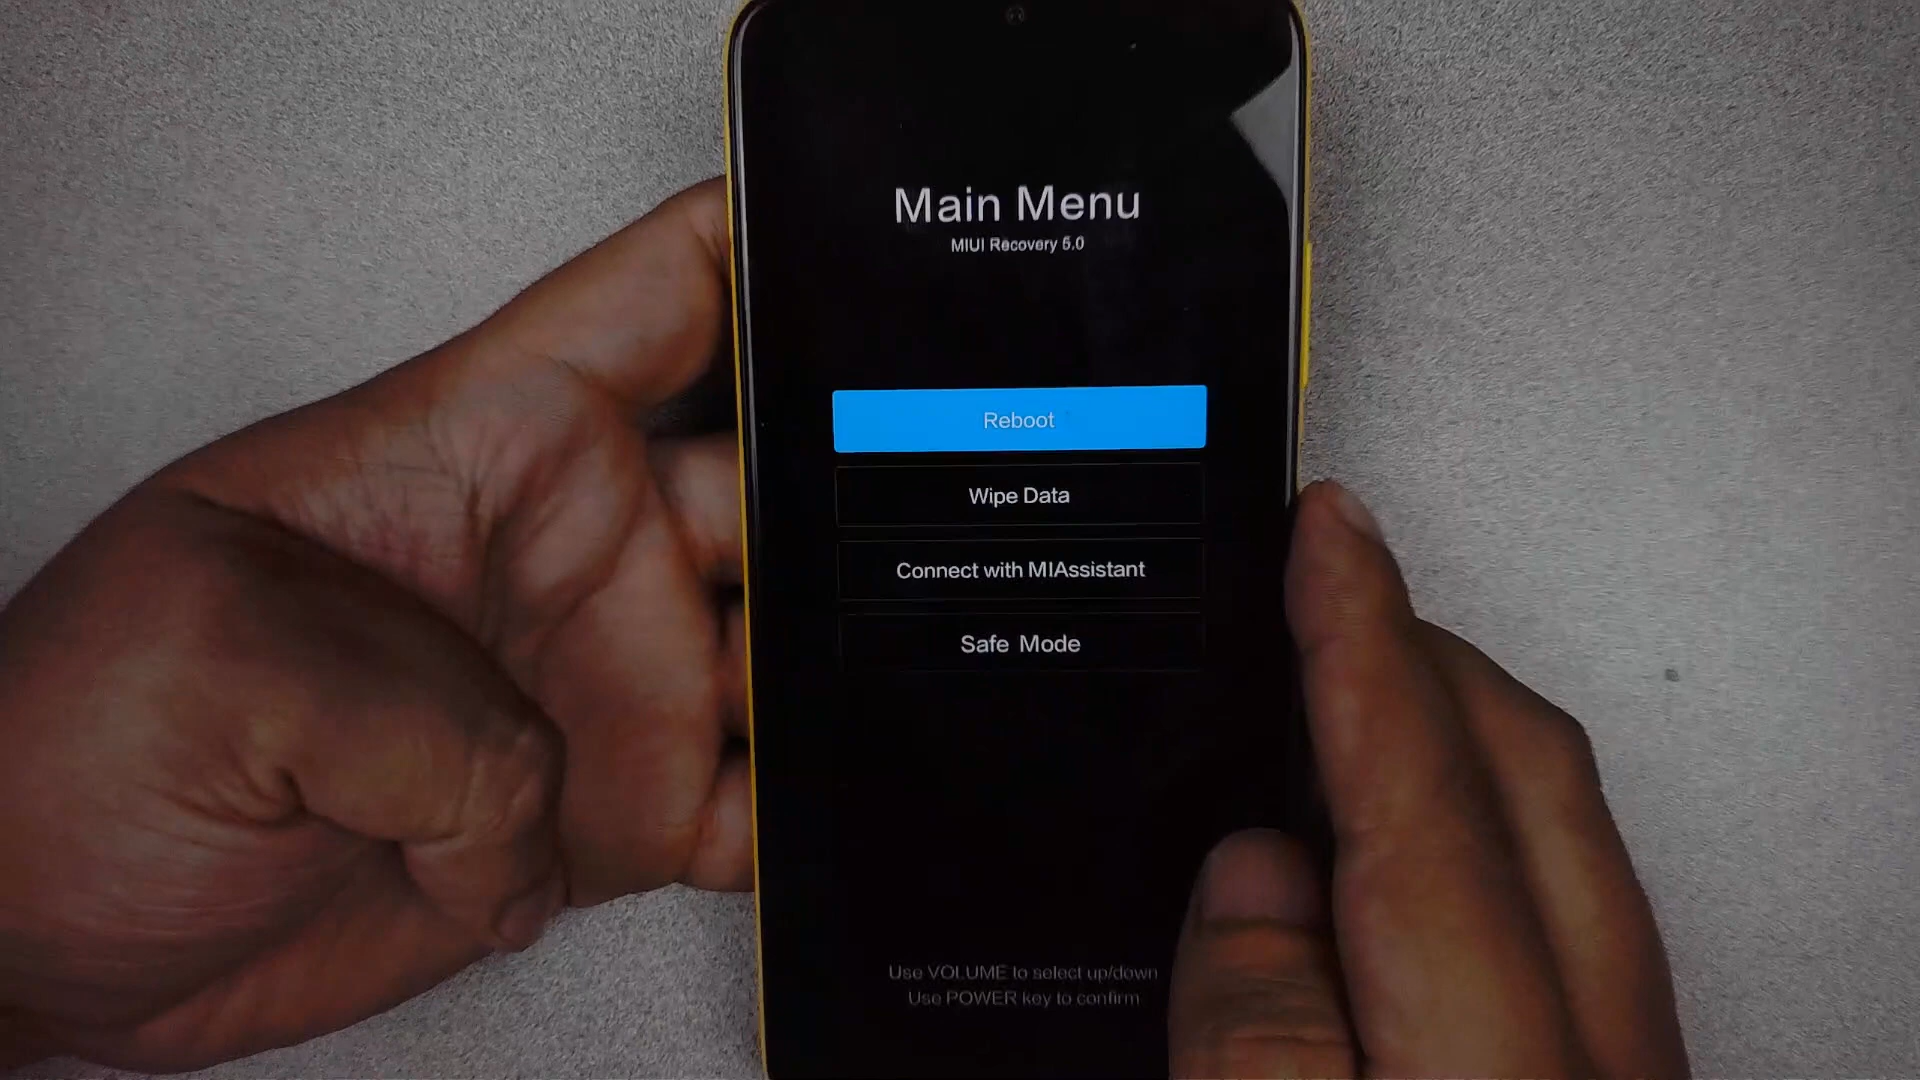 Main Menu
MIUI Recovery 5.0
Reboot
Wipe Data
Connect with MIAssistant
Safe Mode
Use VOLUME to select up/down
Use POWER key to confirm